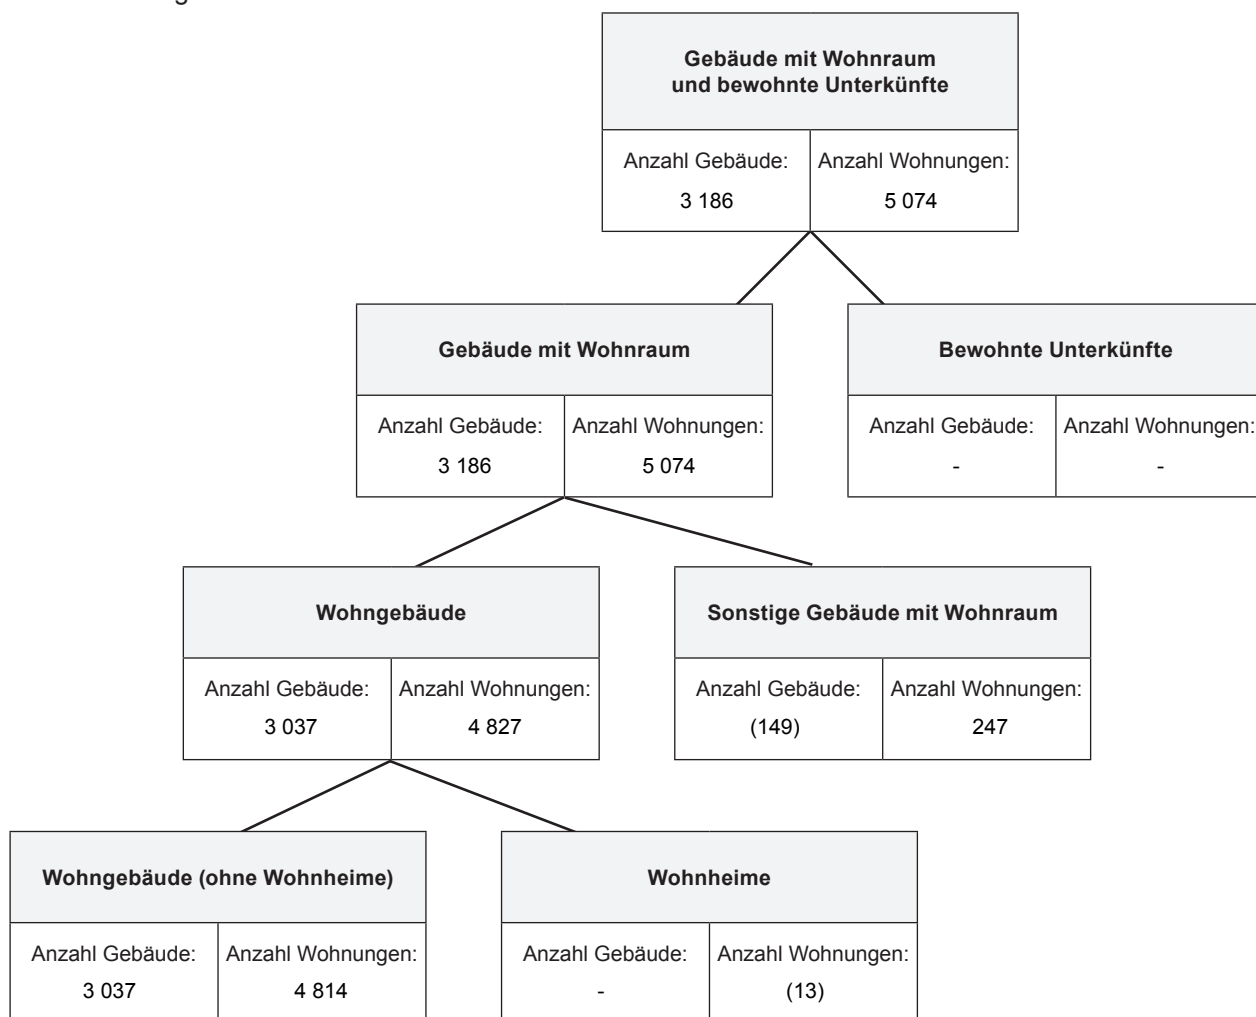 Gebäude mit Wohnraum
und bewohnte Unterkünfte
Anzahl Gebäude: Anzahl Wohnungen:
3 186 5 074
Gebäude mit Wohnraum
Anzahl Gebäude: Anzahl Wohnungen:
3 186 5 074
Bewohnte Unterkünfte
Anzahl Gebäude: Anzahl Wohnungen:
- -
Wohngebäude
Anzahl Gebäude: Anzahl Wohnungen:
3 037 4 827
Sonstige Gebäude mit Wohnraum
Anzahl Gebäude: Anzahl Wohnungen:
(149) 247
Wohngebäude (ohne Wohnheime)
Anzahl Gebäude: Anzahl Wohnungen:
3 037 4 814
Wohnheime
Anzahl Gebäude: Anzahl Wohnungen:
- (13)